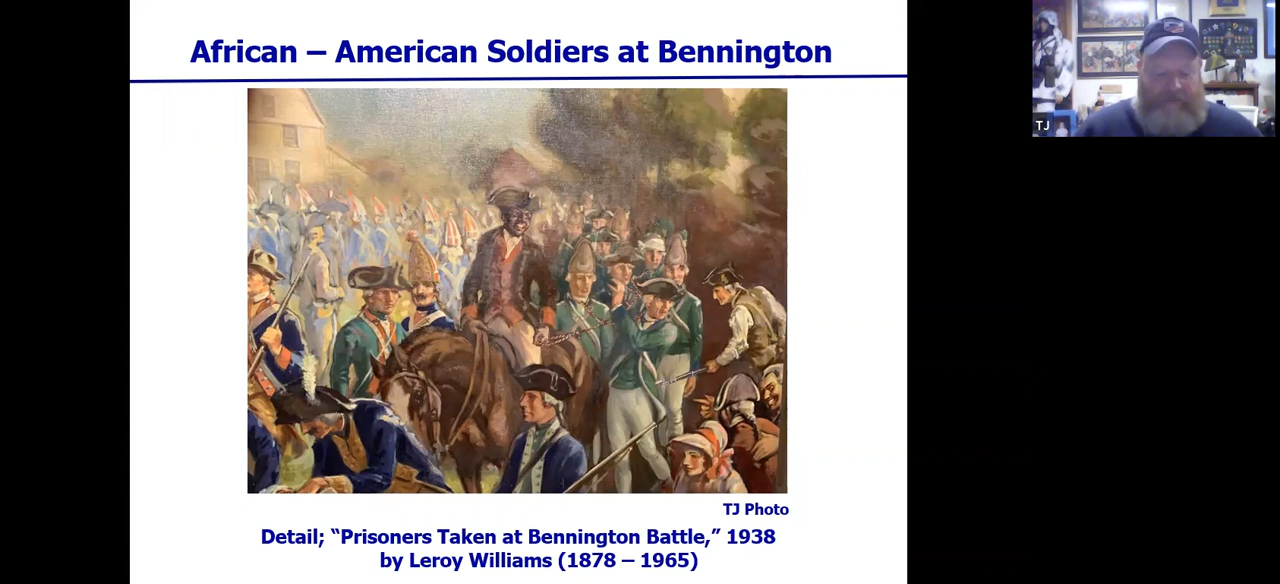 African – American Soldiers at Bennington
TJ
TJ Photo
Detail; “Prisoners Taken at Bennington Battle,” 1938
by Leroy Williams (1878 – 1965)